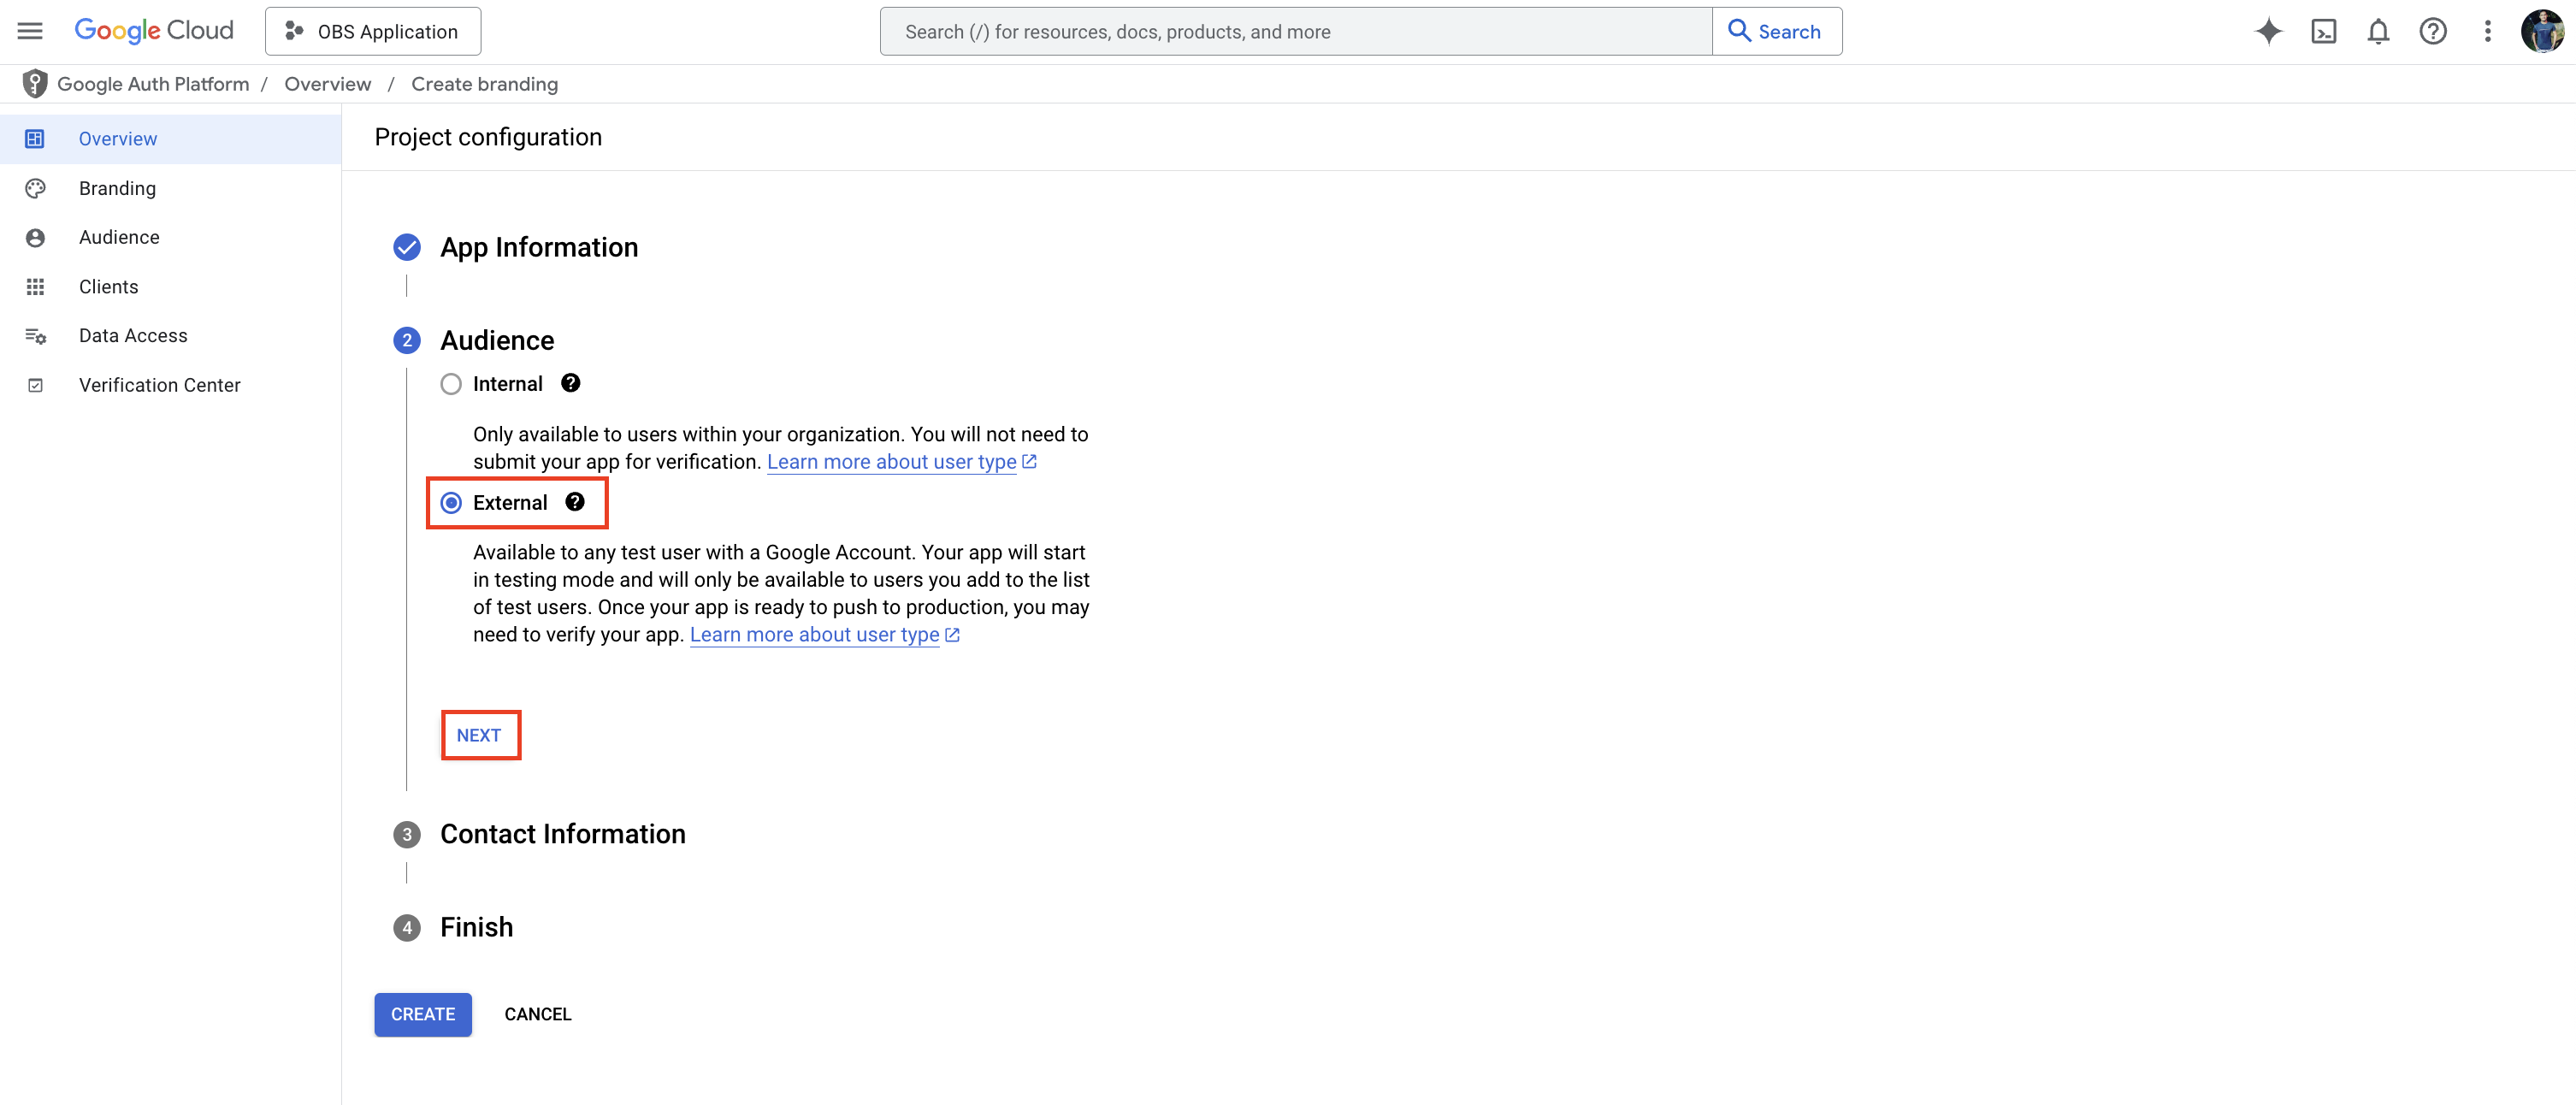 Google Cloud
OBS Application
Search (/) for resources, docs, products, and more
Search
Google Auth Platform / Overview / Create branding
Overview
Branding
Audience
Clients
Data Access
Verification Center
Project configuration
App Information
2 Audience
Internal ?
Only available to users within your organization. You will not need to
submit your app for verification. Learn more about user type
External ?
Available to any test user with a Google Account. Your app will start
in testing mode and will only be available to users you add to the list
of test users. Once your app is ready to push to production, you may
need to verify your app. Learn more about user type
NEXT
3 Contact Information
4 Finish
CREATE
CANCEL